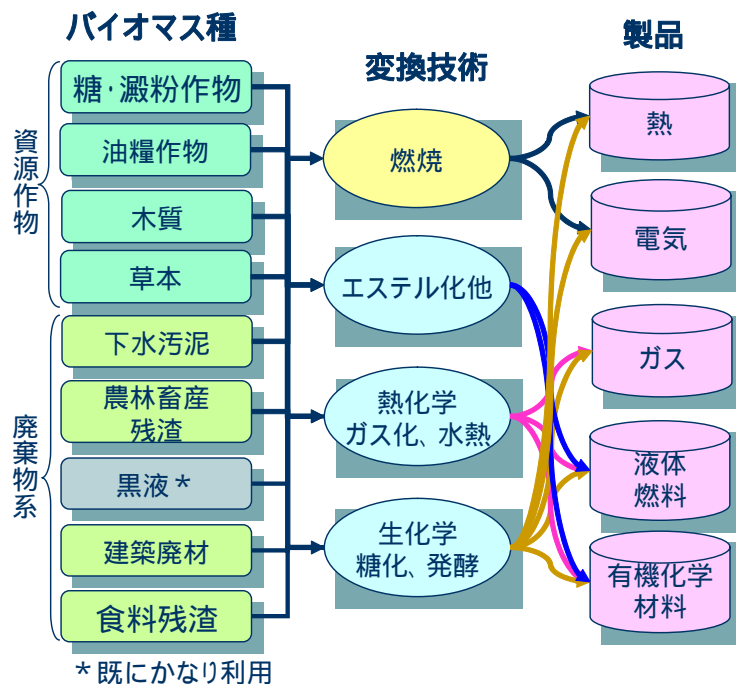 バイオマス種
変換技術
製品
資源作物
糖・澱粉作物
油糧作物
木質
草本
廃棄物系
下水汚泥
農林畜産
残渣
黒液*
建築廃材
食料残渣
*既にかなり利用
燃焼
エステル化他
熱化学
ガス化、水熱
生化学
糖化、発酵
熱
電気
ガス
液体
燃料
有機化学
材料